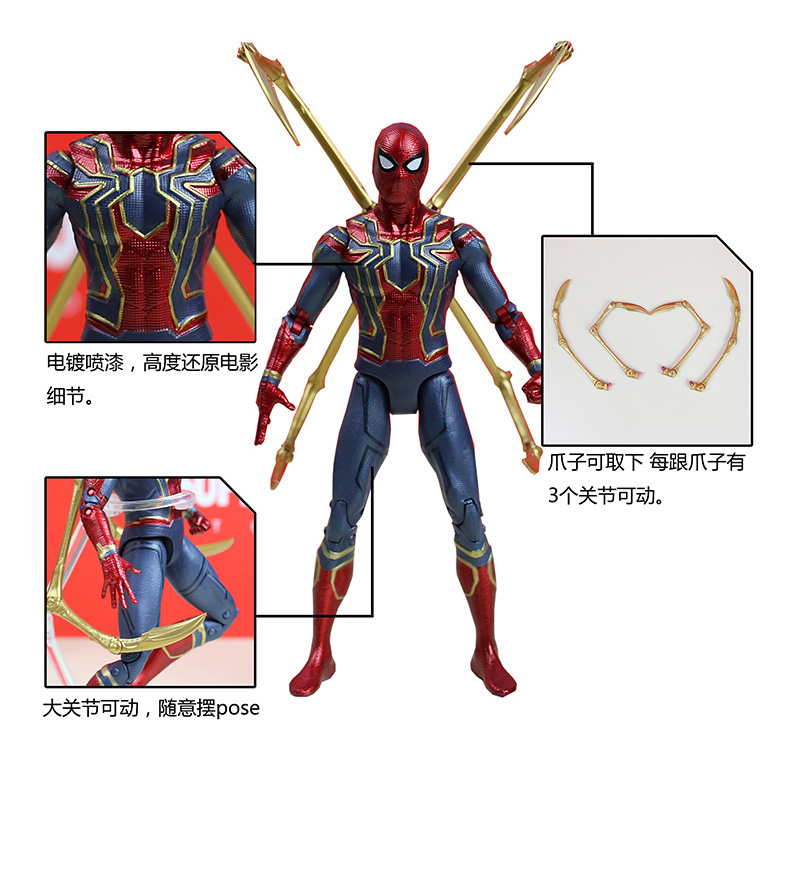 电镀喷漆，高度还原电影
细节。
爪子可取下 每跟爪子有
3个关节可动。
大关节可动，随意摆pose